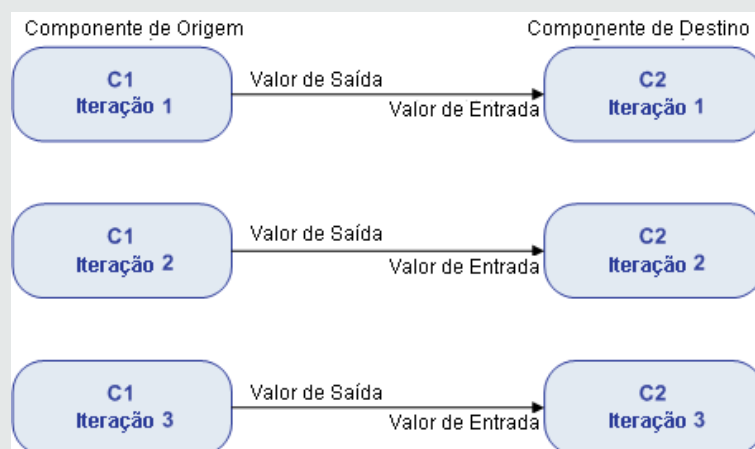 Componente de Origem
Componente de Destino
C1
Iteração 1
Valor de Saída
Valor de Entrada
C2
Iteração 1
C1
Iteração 2
Valor de Saída
Valor de Entrada
C2
Iteração 2
C1
Iteração 3
Valor de Saída
Valor de Entrada
C2
Iteração 3